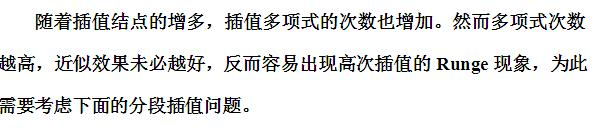 随着插值结点的增多，插值多项式的次数也增加。然而多项式次数
越高，近似效果未必越好，反而容易出现高次插值的 Runge 现象，为此
需要考虑下面的分段插值问题。